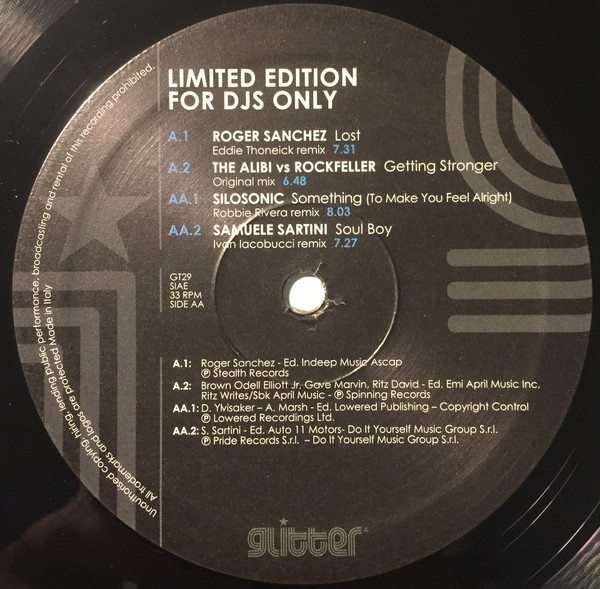 LIMITED EDITION
FOR DJS ONLY
A.1 ROGER SANCHEZ Lost
Eddie Thoneick remix 7.31
A.2 THE ALIBI vs ROCKFELLER Getting Stronger
Original mix 6.48
AA.1 SILOSONIC Something (To Make You Feel Alright)
Robbie Rivera remix 8.03
AA.2 SAMUELE SARTINI Soul Boy
Ivan Iacobucci remix 7.27
GT29
SIAE
33 RPM
SIDE AA
A.1: Roger Sanchez - Ed. Indeep Music Ascap
℗ Stealth Records
A.2: Brown Odell Elliott Jr. Gave Marvin, Ritz David - Ed. Emi April Music Inc,
Ritz Writes/Sbk April Music - ℗ Spinning Records
AA.1: D. Ylvisaker – A. Marsh - Ed. Lowered Publishing – Copyright Control
℗ Lowered Recordings Ltd.
AA.2: S. Sartini - Ed. Auto 11 Motors- Do It Yourself Music Group S.r.l.
℗ Pride Records S.r.l. – Do It Yourself Music Group S.r.l.
Unauthorised copying, hiring, lending public performance, broadcasting and rental of this recording prohibited.
All trademarks and logos are protected Made in Italy
glitter